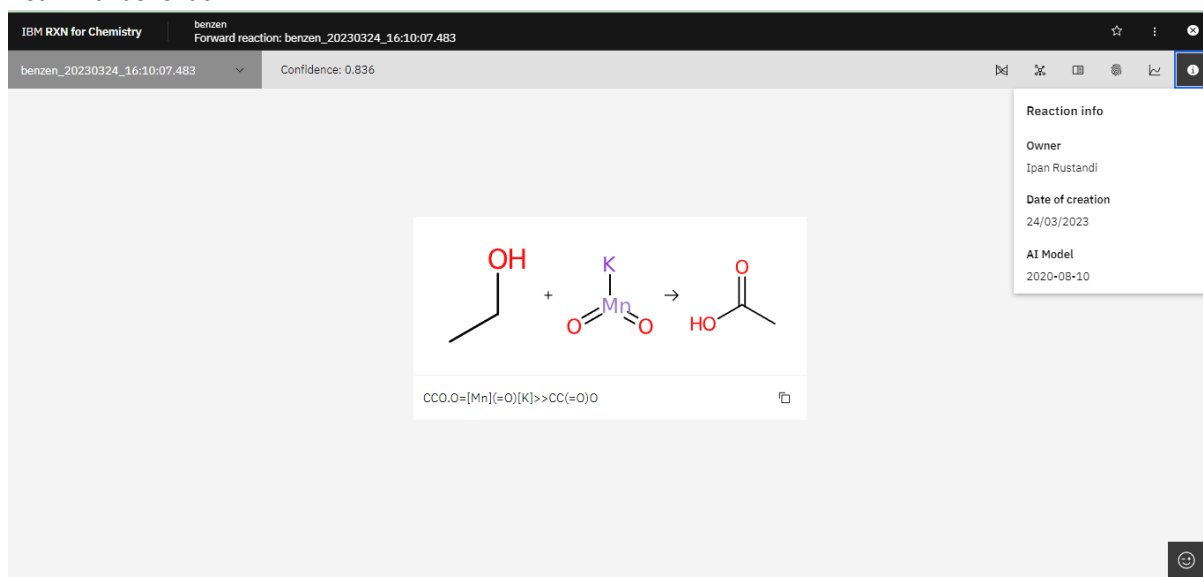 IBM RXN for Chemistry
benzen
Forward reaction: benzen_20230324_16:10:07.483
benzen_20230324_16:10:07.483
Confidence: 0.836
Reaction info
Owner
Ipan Rustandi
Date of creation
24/03/2023
AI Model
2020-08-10
OH
+
K
Mn
O
O
→
O
HO
CCO.O=[Mn](=O)[K]>>CC(=O)O